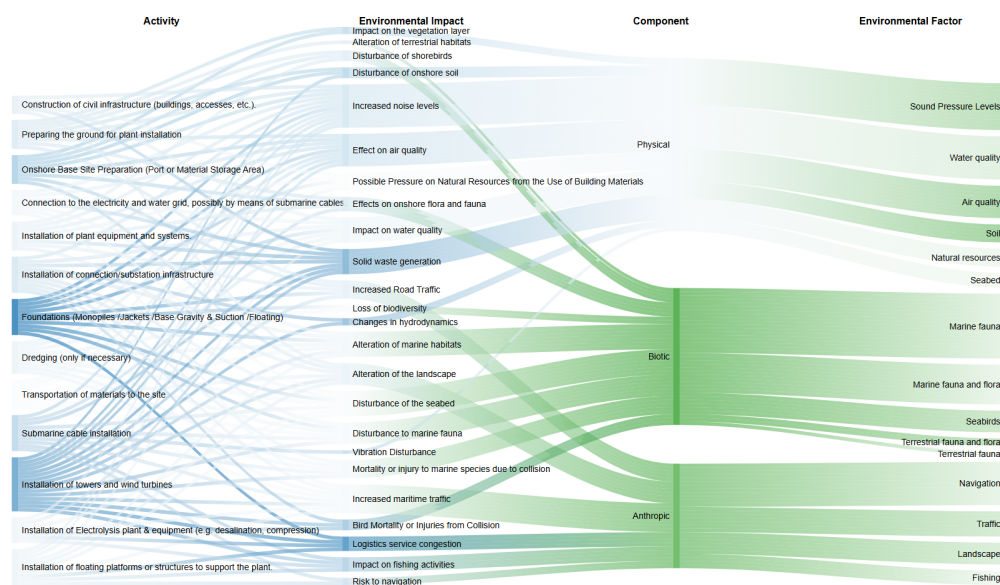 Activity
Environmental Impact
Component
Environmental Factor
Construction of civil infrastructure (buildings, accesses, etc.).
Preparing the ground for plant installation
Onshore Base Site Preparation (Port or Material Storage Area)
Connection to the electricity and water grid, possibly by means of submarine cables
Installation of plant equipment and systems.
Installation of connection/substation infrastructure
Foundations (Monopiles /Jackets /Base Gravity & Suction /Floating)
Dredging (only if necessary)
Transportation of materials to the site
Submarine cable installation
Installation of towers and wind turbines
Installation of Electrolysis plant & equipment (e.g. desalination, compression)
Installation of floating platforms or structures to support the plant.
Impact on the vegetation layer
Alteration of terrestrial habitats
Disturbance of shorebirds
Disturbance of onshore soil
Increased noise levels
Effect on air quality
Possible Pressure on Natural Resources from the Use of Building Materials
Effects on onshore flora and fauna
Impact on water quality
Solid waste generation
Increased Road Traffic
Loss of biodiversity
Changes in hydrodynamics
Alteration of marine habitats
Alteration of the landscape
Disturbance of the seabed
Disturbance to marine fauna
Vibration Disturbance
Mortality or injury to marine species due to collision
Increased maritime traffic
Bird Mortality or Injuries from Collision
Logistics service congestion
Impact on fishing activities
Risk to navigation
Physical
Biotic
Anthropic
Sound Pressure Levels
Water quality
Air quality
Soil
Natural resources
Seabed
Marine fauna
Marine fauna and flora
Seabirds
Terrestrial fauna and flora
Terrestrial fauna
Navigation
Traffic
Landscape
Fishing